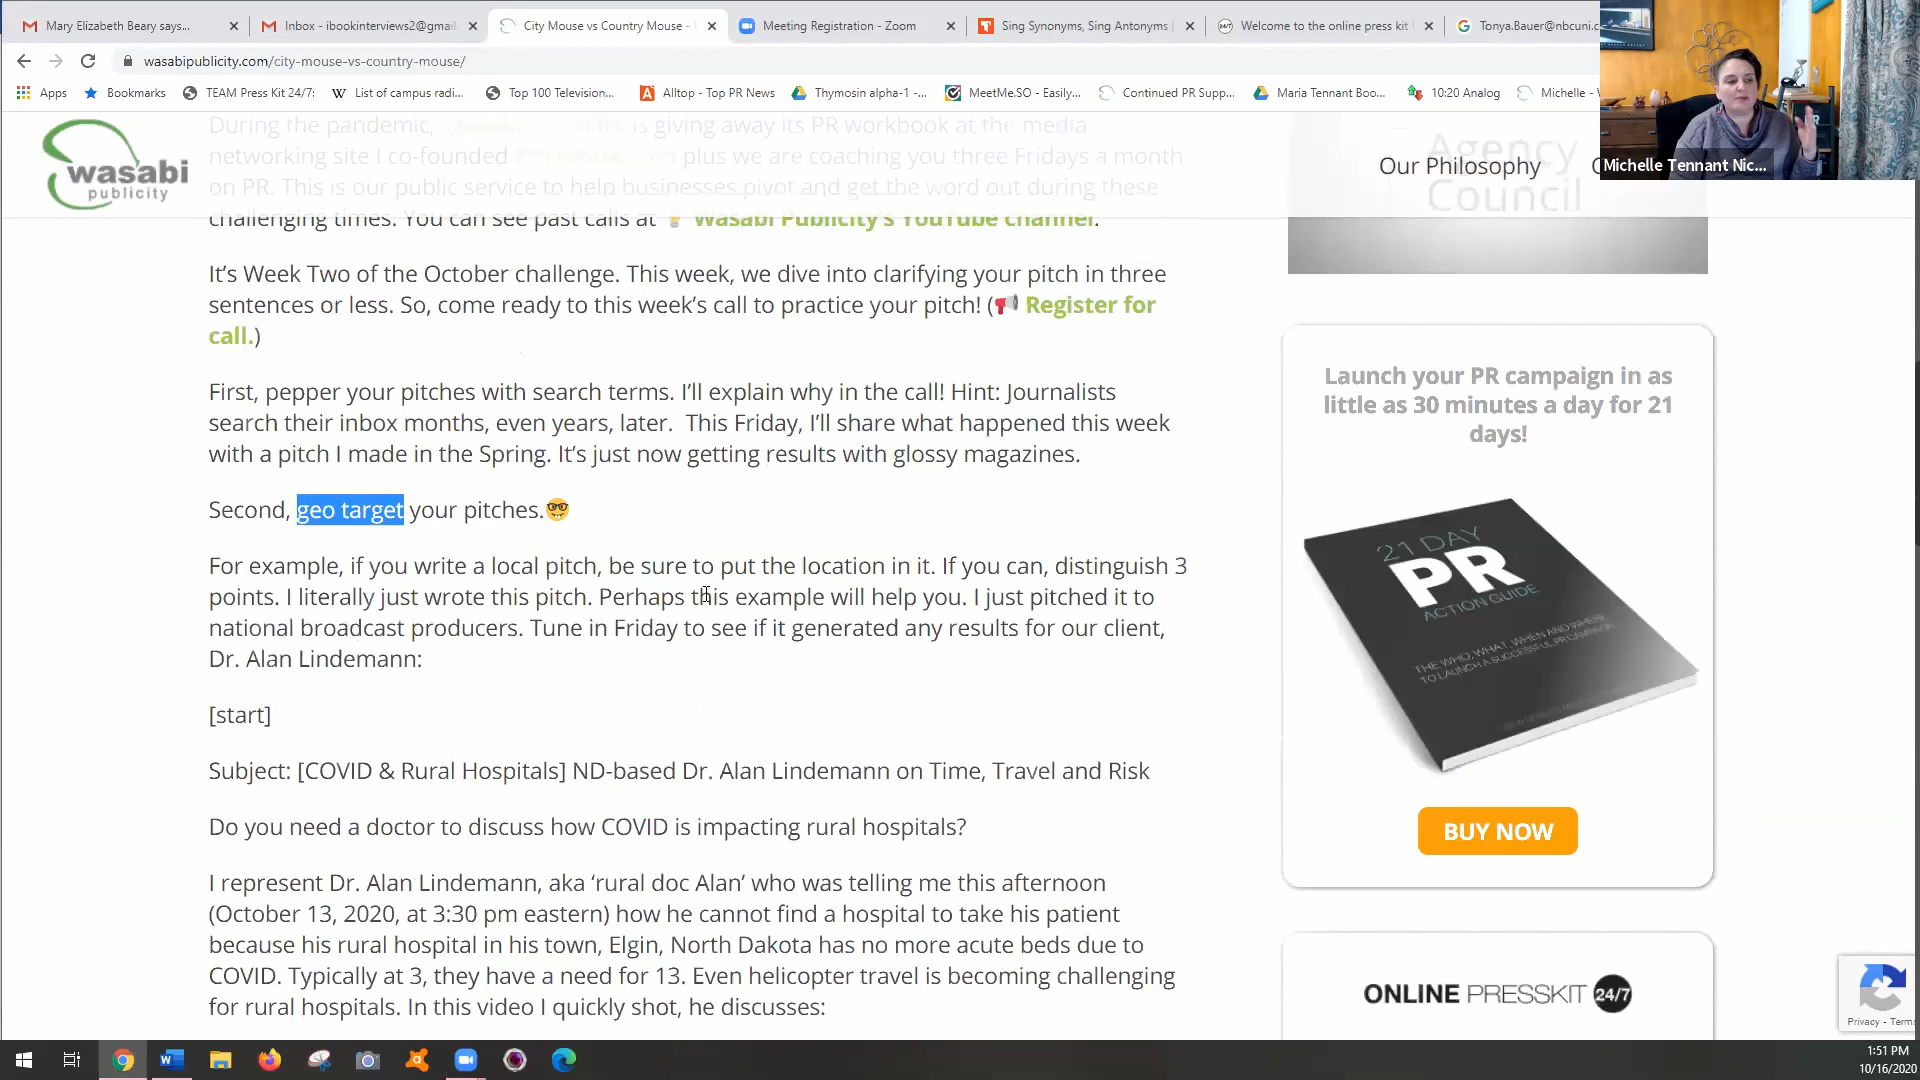 Mary Elizabeth Beary says...
Inbox - ibookinterviews2@gmail
City Mouse vs Country Mouse -
Meeting Registration - Zoom
Sing Synonyms, Sing Antonyms
Welcome to the online press kit
Tonya.Bauer@nbcuni.c
wasabipublicity.com/city-mouse-vs-country-mouse/
Apps
Bookmarks
TEAM Press Kit 24/7:
List of campus radi...
Top 100 Television...
Alltop - Top PR News
Thymosin alpha-1 -...
MeetMe.SO - Easily...
Continued PR Supp...
Maria Tennant Boo...
10:20 Analog
Michelle -
Michelle Tennant Nic...
wasabi
publicity
Our Philosophy
Agency
Council
During the pandemic, is giving away its PR workbook at the media
networking site I co-founded plus we are coaching you three Fridays a month
on PR. This is our public service to help businesses pivot and get the word out during these
challenging times. You can see past calls at Wasabi Publicity's YouTube channel.
It's Week Two of the October challenge. This week, we dive into clarifying your pitch in three
sentences or less. So, come ready to this week's call to practice your pitch! (📢 Register for
call.)
First, pepper your pitches with search terms. I'll explain why in the call! Hint: Journalists
search their inbox months, even years, later. This Friday, I'll share what happened this week
with a pitch I made in the Spring. It's just now getting results with glossy magazines.
Second, geo target your pitches.🤓
For example, if you write a local pitch, be sure to put the location in it. If you can, distinguish 3
points. I literally just wrote this pitch. Perhaps this example will help you. I just pitched it to
national broadcast producers. Tune in Friday to see if it generated any results for our client,
Dr. Alan Lindemann:
[start]
Subject: [COVID & Rural Hospitals] ND-based Dr. Alan Lindemann on Time, Travel and Risk
Do you need a doctor to discuss how COVID is impacting rural hospitals?
I represent Dr. Alan Lindemann, aka 'rural doc Alan' who was telling me this afternoon
(October 13, 2020, at 3:30 pm eastern) how he cannot find a hospital to take his patient
because his rural hospital in his town, Elgin, North Dakota has no more acute beds due to
COVID. Typically at 3, they have a need for 13. Even helicopter travel is becoming challenging
for rural hospitals. In this video I quickly shot, he discusses:
Launch your PR campaign in as
little as 30 minutes a day for 21
days!
21 DAY
PR
ACTION GUIDE
THE WHO, WHAT, WHEN AND WHERE
TO LAUNCH A SUCCESSFUL PR CAMPAIGN
BUY NOW
ONLINE PRESSKIT 24/7
Privacy - Terms
1:51 PM
10/16/2020